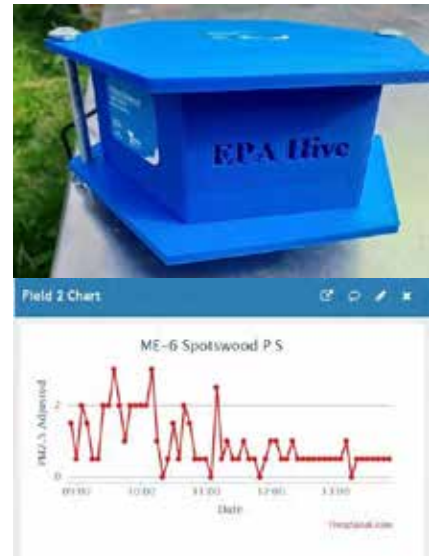 EPA Hive
Field 2 Chart
ME-6 Spotswood P S
PM2.5 Adjusted
2
0
09:00 10:00 11:00 12:00 13:00
Date
ThingSpeak.com